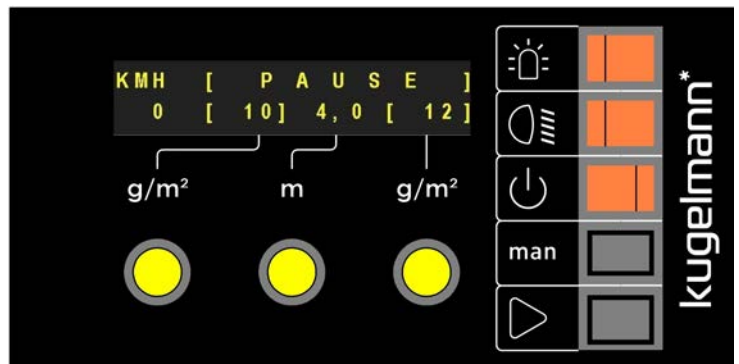 KMH [ P A U S E ]
0 [ 10] 4,0 [ 12]
g/m² m g/m²
man
kugelmann*